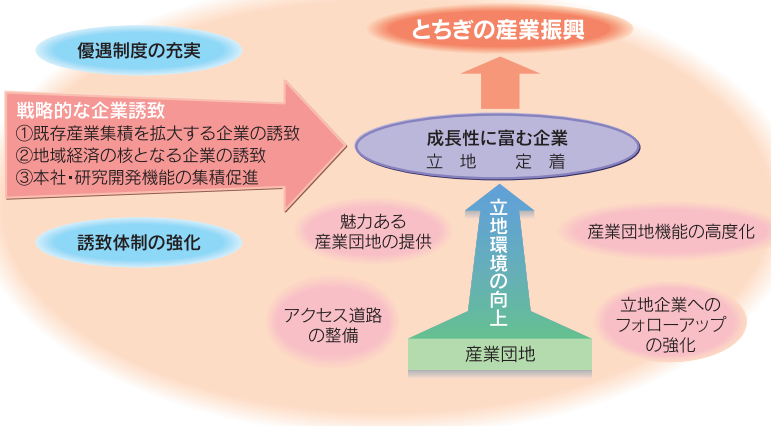 とちぎの産業振興
優遇制度の充実
戦略的な企業誘致
①既存産業集積を拡大する企業の誘致
②地域経済の核となる企業の誘致
③本社・研究開発機能の集積促進
成長性に富む企業
立　地　　定　着
誘致体制の強化
魅力ある
産業団地の提供
立地環境の向上
産業団地機能の高度化
アクセス道路
の整備
立地企業への
フォローアップ
の強化
産業団地